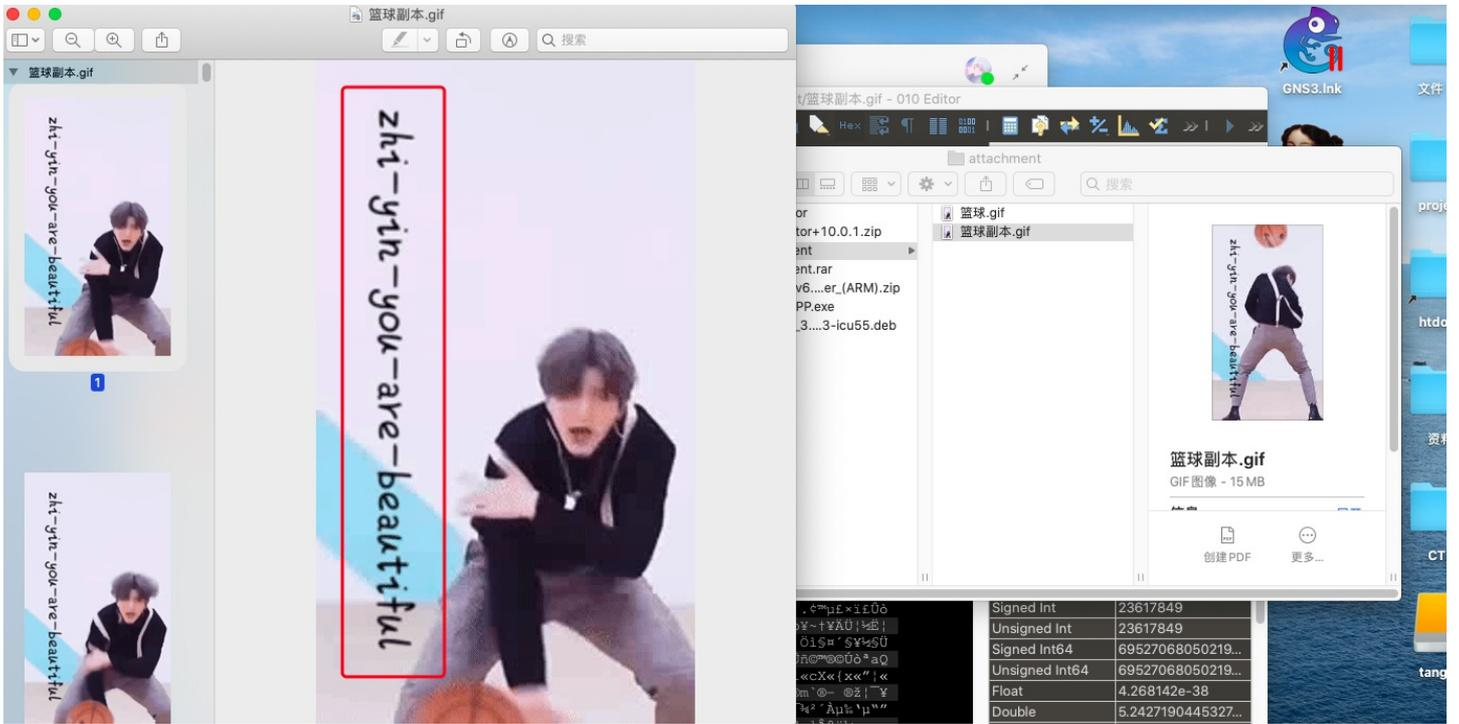 篮球副本.gif
搜索
篮球副本.gif
zhi-yin-you-are-beautiful
1
zhi-yin-you-are-beautiful
zhi-yin-you-are-beautiful
GNS3.lnk
文件
t/篮球副本.gif - 010 Editor
Hex
attachment
搜索
or
tor+10.0.1.zip
ent
ent.rar
v6....er_(ARM).zip
PP.exe
_3....3-icu55.deb
篮球.gif
篮球副本.gif
zhi-yin-you-are-beautiful
篮球副本.gif
GIF图像 - 15 MB
创建PDF
更多...
proje
htdo
资料
CT
tang
Signed Int 23617849
Unsigned Int 23617849
Signed Int64 69527068050219...
Unsigned Int64 69527068050219...
Float 4.268142e-38
Double 5.2427190445327...